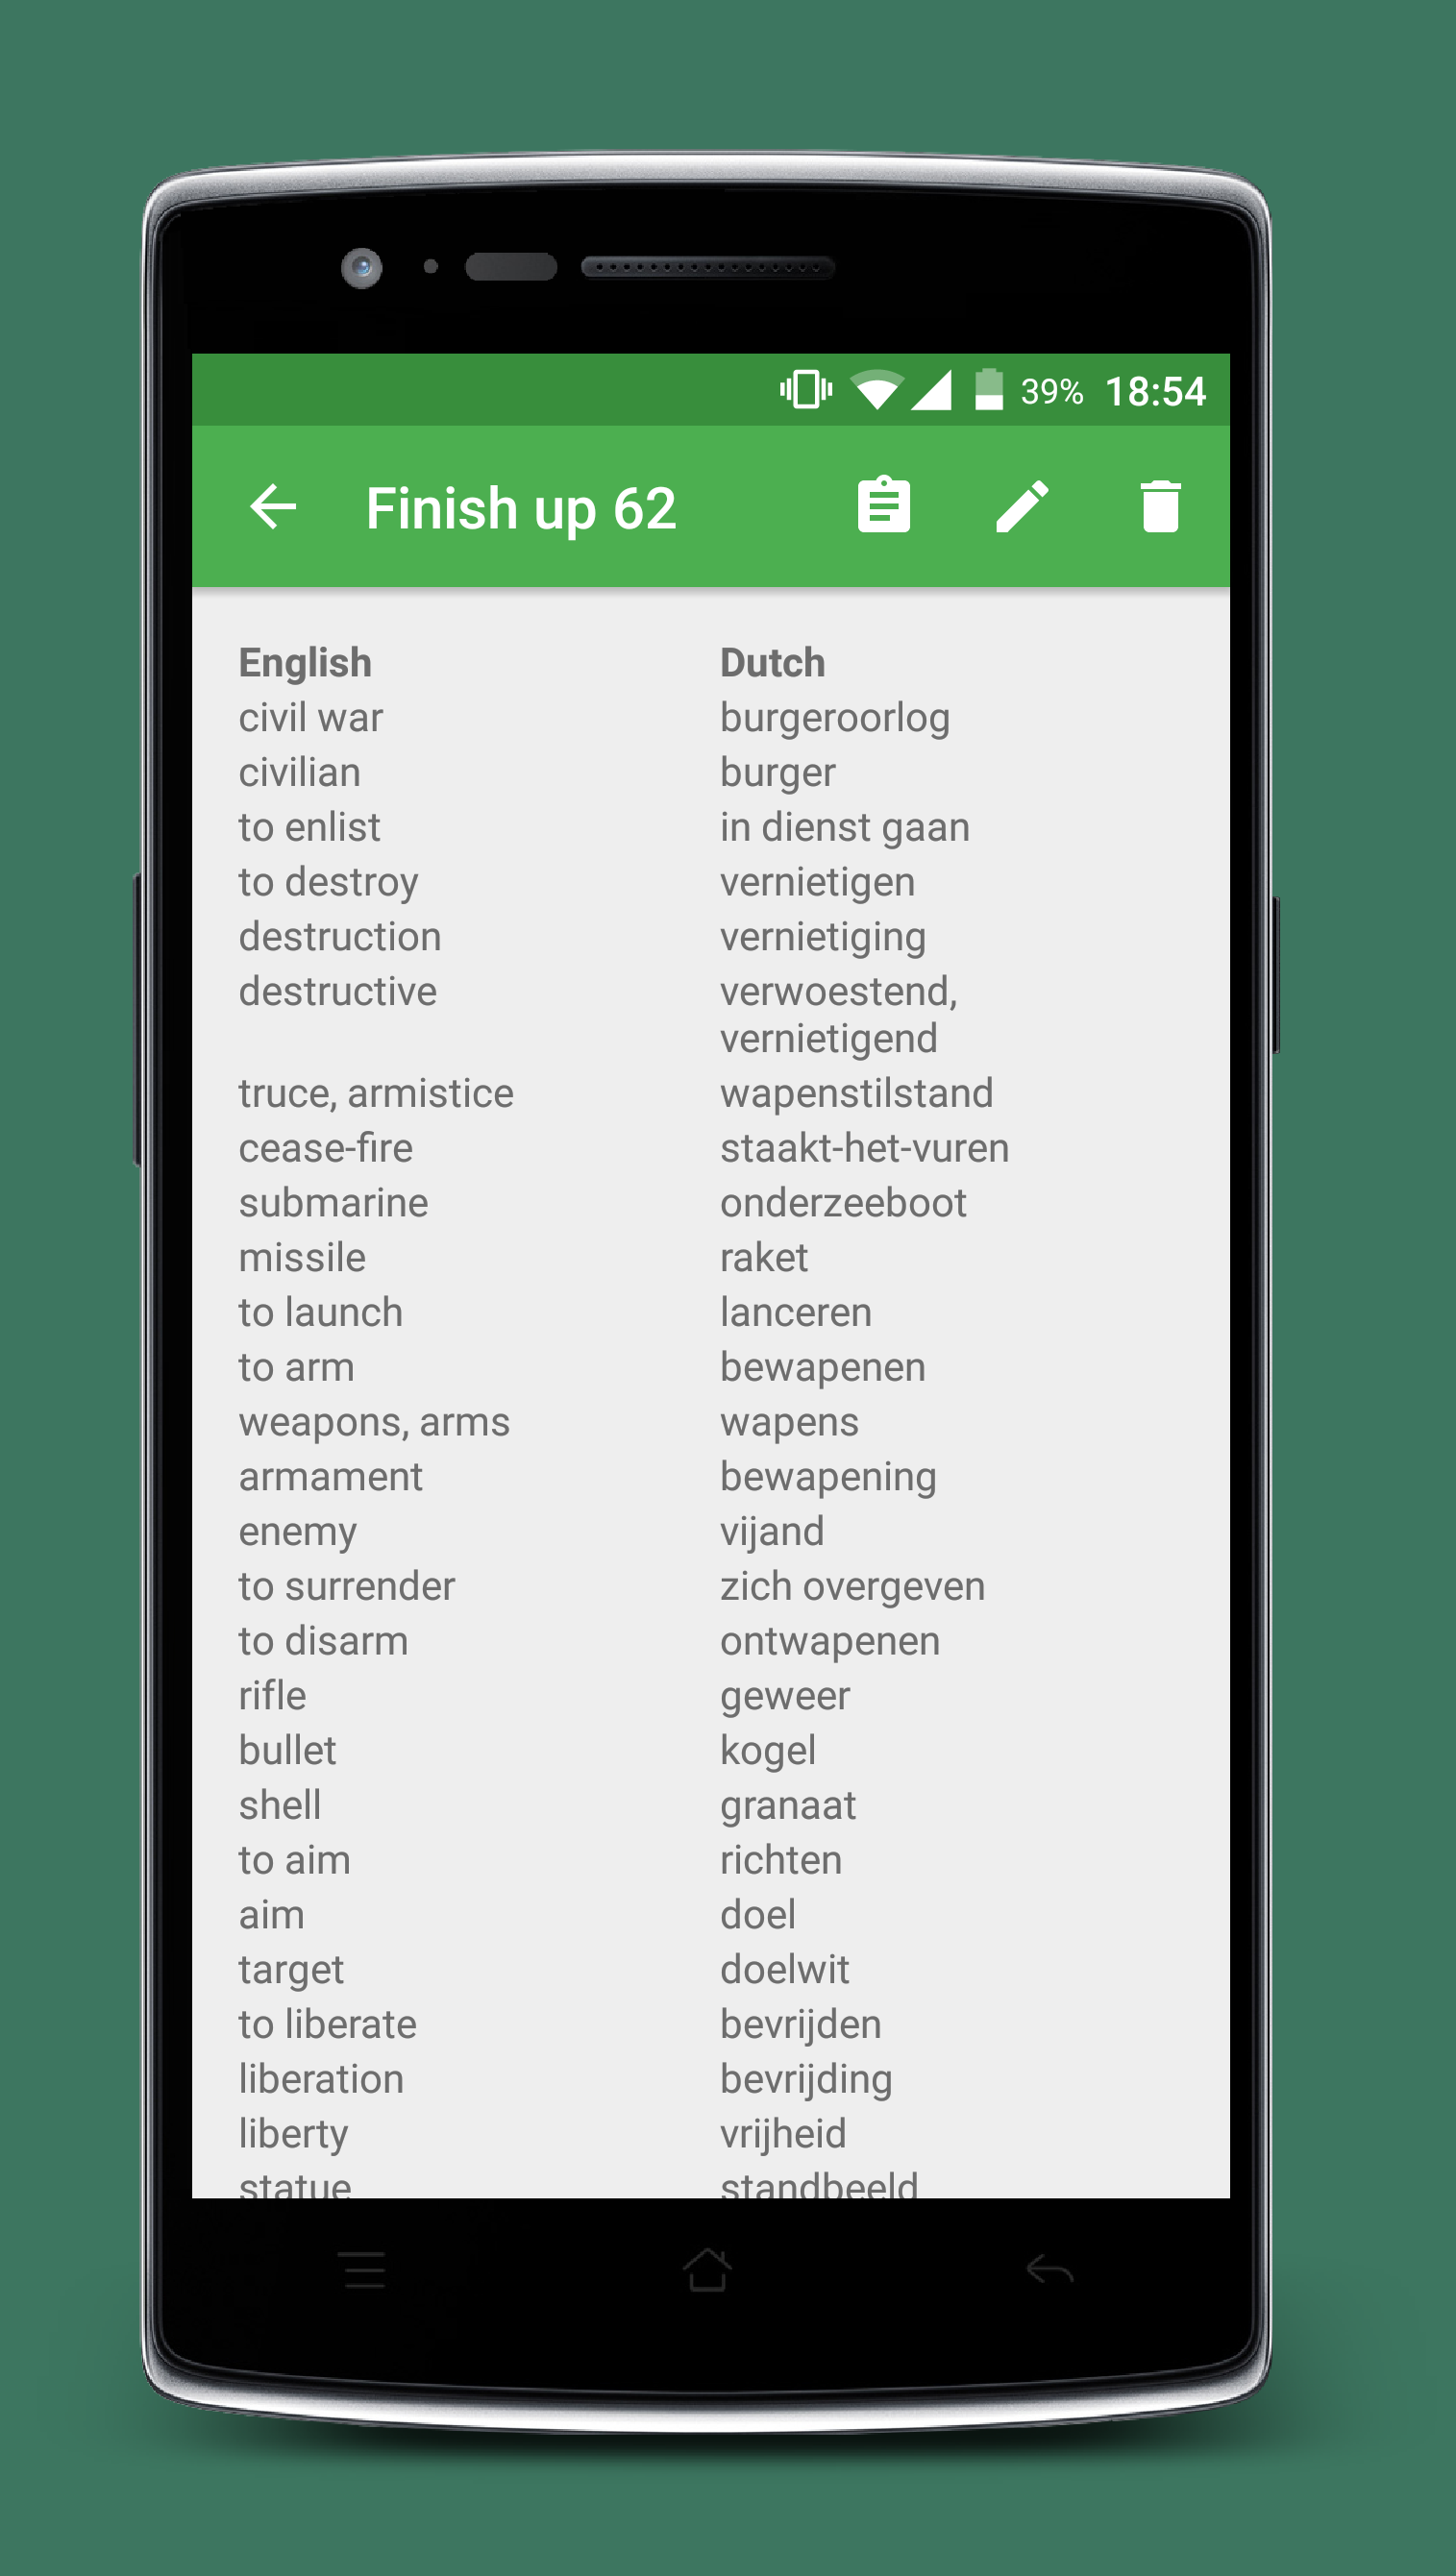 39% 18:54
Finish up 62
English Dutch
civil war burgeroorlog
civilian burger
to enlist in dienst gaan
to destroy vernietigen
destruction vernietiging
destructive verwoestend,
vernietigend
truce, armistice wapenstilstand
cease-fire staakt-het-vuren
submarine onderzeeboot
missile raket
to launch lanceren
to arm bewapenen
weapons, arms wapens
armament bewapening
enemy vijand
to surrender zich overgeven
to disarm ontwapenen
rifle geweer
bullet kogel
shell granaat
to aim richten
aim doel
target doelwit
to liberate bevrijden
liberation bevrijding
liberty vrijheid
statue standbeeld